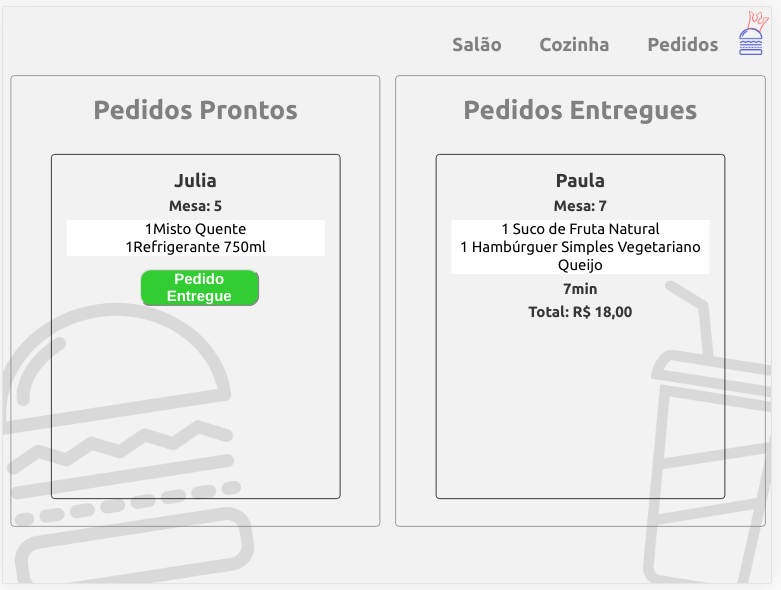 Salão Cozinha Pedidos
Pedidos Prontos
Julia
Mesa: 5
1Misto Quente
1Refrigerante 750ml
Pedido
Entregue
Pedidos Entregues
Paula
Mesa: 7
1 Suco de Fruta Natural
1 Hambúrguer Simples Vegetariano
Queijo
7min
Total: R$ 18,00